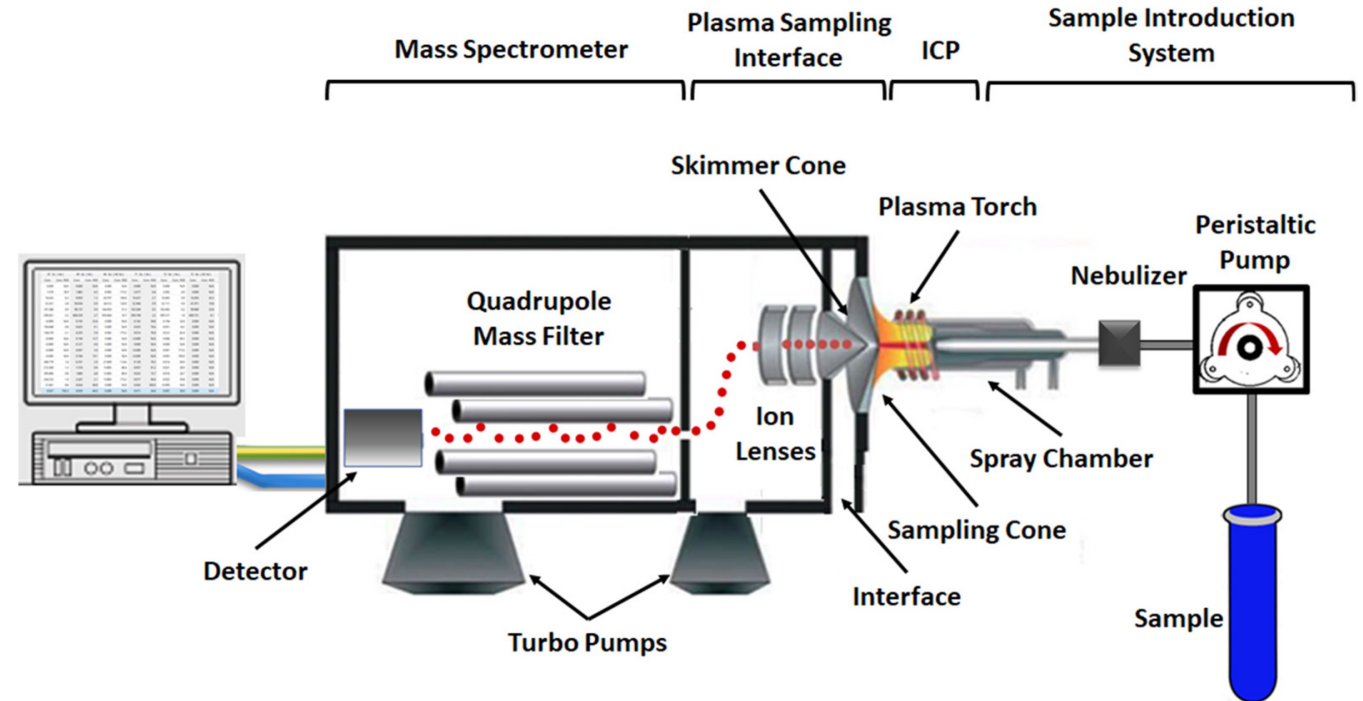 Mass Spectrometer
Plasma Sampling
Interface
ICP
Sample Introduction
System
Skimmer Cone
Plasma Torch
Peristaltic
Pump
Nebulizer
Quadrupole
Mass Filter
Ion
Lenses
Spray Chamber
Sampling Cone
Detector
Interface
Sample
Turbo Pumps